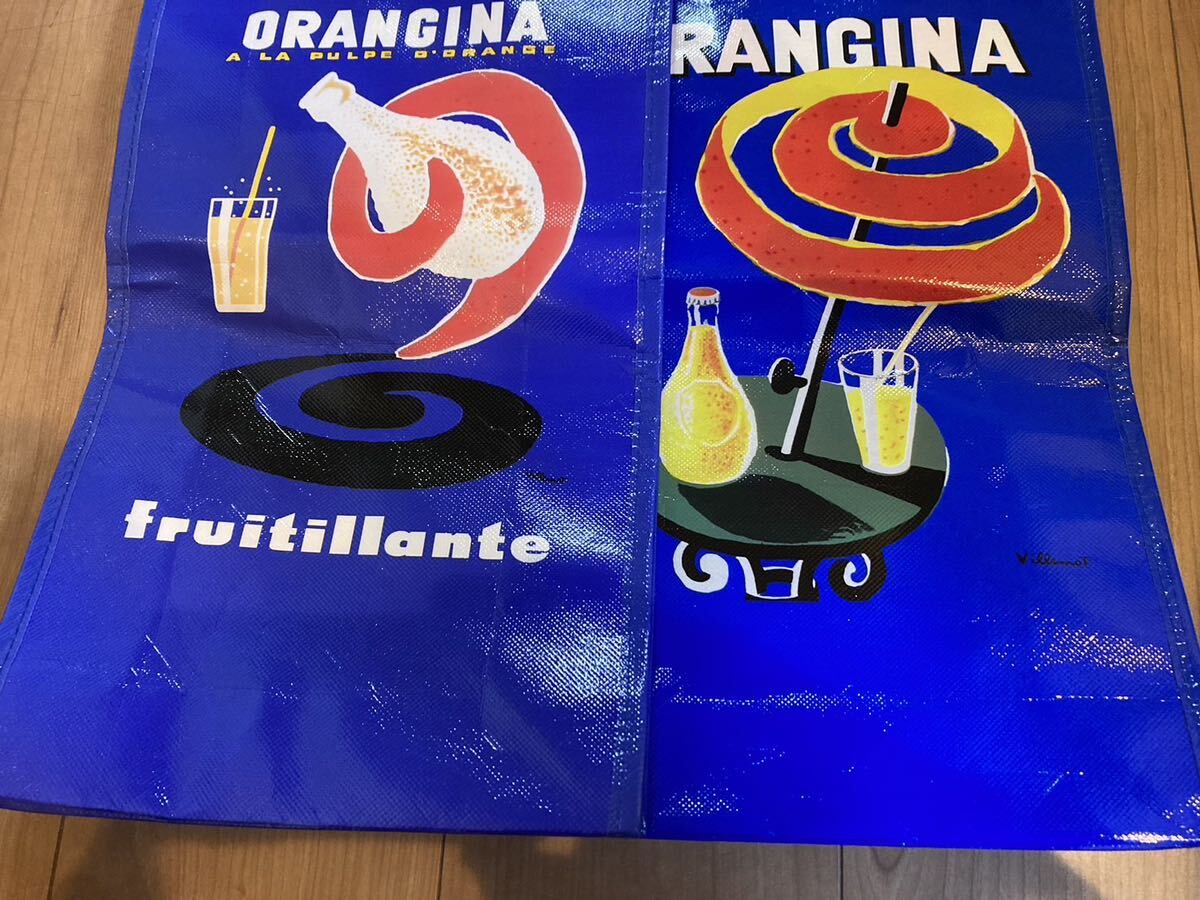 ORANGINA
A LA PULPE D'ORANGE
fruitillante
RANGINA
Villemot